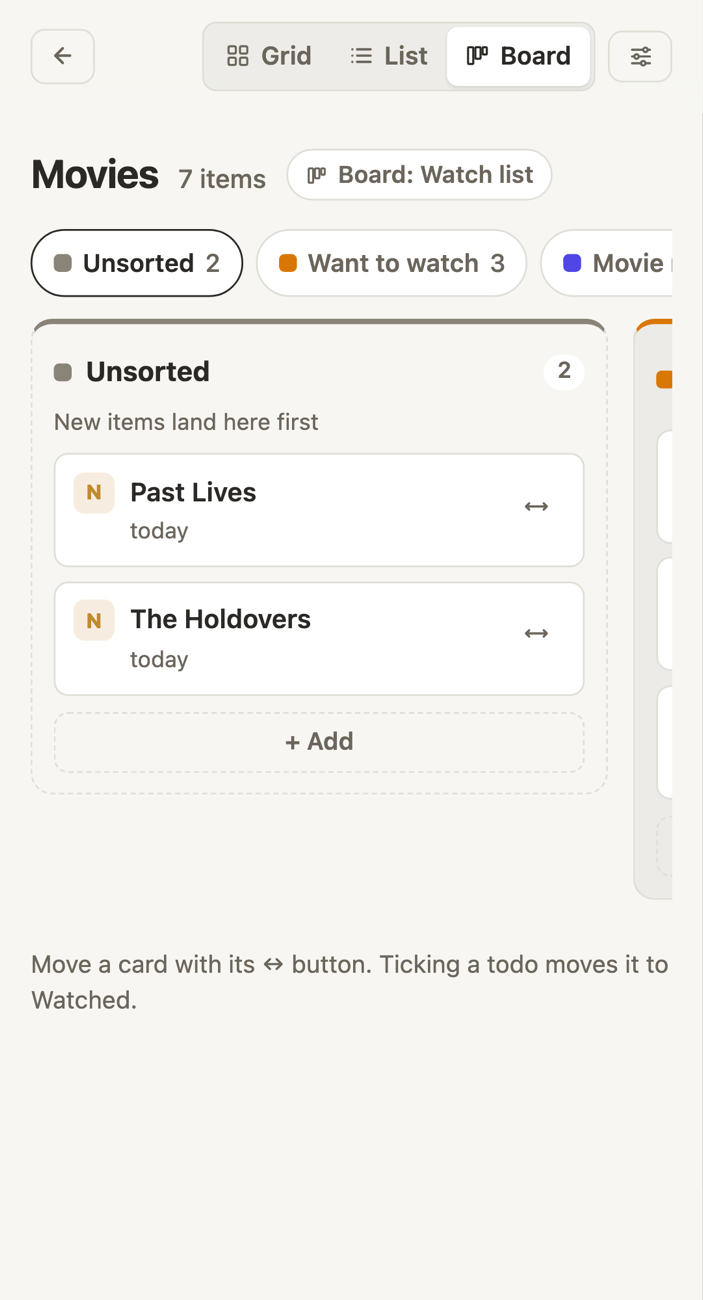 Grid List Board
Movies 7 items Board: Watch list
Unsorted 2 Want to watch 3 Movie
Unsorted 2
New items land here first
N Past Lives
today
N The Holdovers
today
+ Add
Move a card with its ↔ button. Ticking a todo moves it to
Watched.